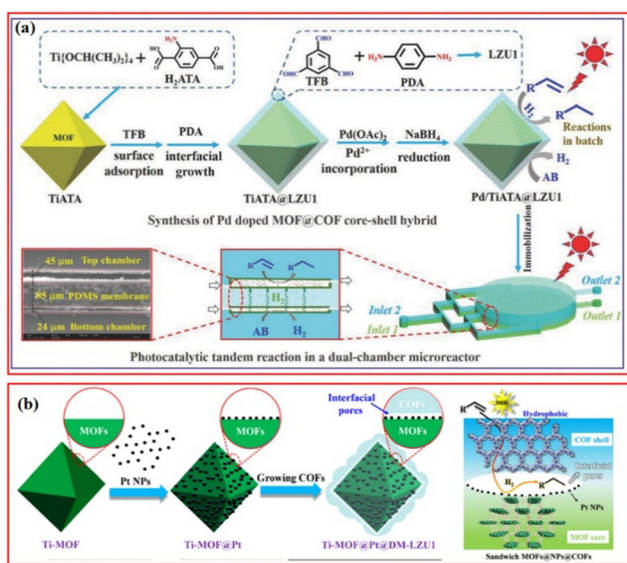 (a)
Ti{OCH(CH₃)₂}₄ +
NH₂
HO
O
O
OH
H₂ATA
CHO
OHC
CHO
TFB
+
H₂N
NH₂
PDA
LZU1
MOF
TiATA
TFB
surface
adsorption
PDA
interfacial
growth
TiATA@LZU1
Pd(OAc)₂
Pd²⁺
incorporation
NaBH₄
reduction
Pd/TiATA@LZU1
R
H₂
R
Reactions
in batch
H₂
AB
Synthesis of Pd doped MOF@COF core-shell hybrid
Immobilization
45 μm Top chamber
85 μm PDMS membrane
24 μm Bottom chamber
R
R
H₂
AB
H₂
Inlet 2
Inlet 1
Outlet 2
Outlet 1
Photocatalytic tandem reaction in a dual-chamber microreactor
(b)
MOFs
Pt NPs
Ti-MOF
MOFs
Ti-MOF@Pt
Growing COFs
Interfacial
pores
COFs
MOFs
Ti-MOF@Pt@DM-LZU1
R
Hydrophobic
COF shell
H₂
R
Interfacial
pores
Pt NPs
MOF core
Sandwich MOFs@NPs@COFs